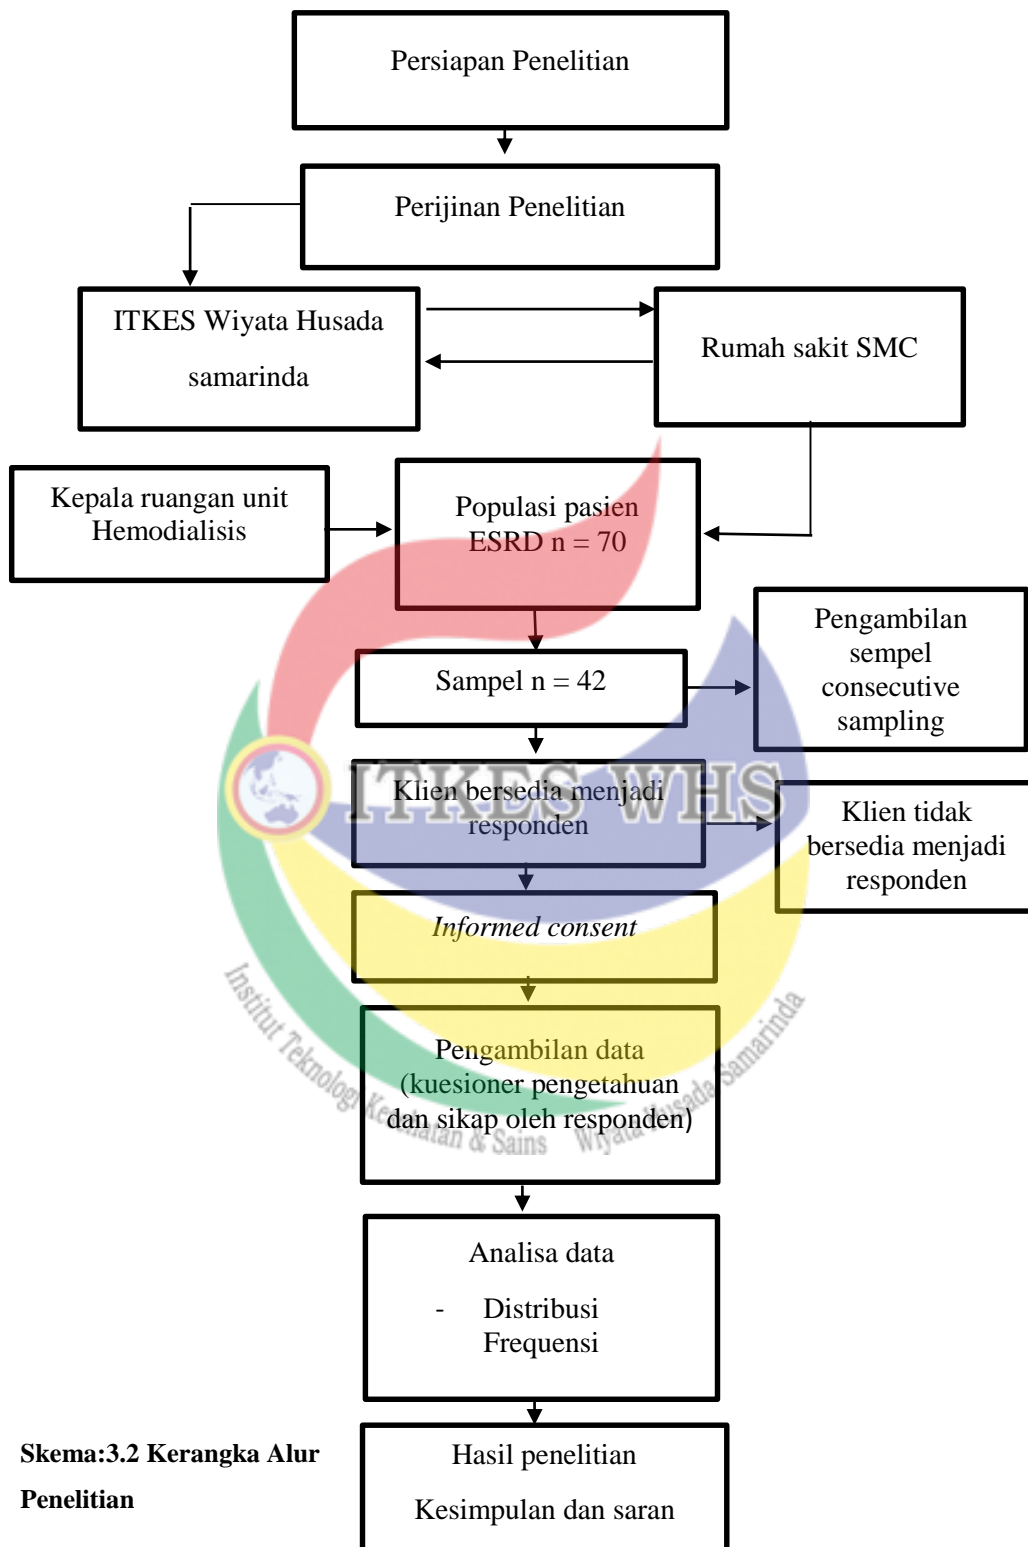 Persiapan Penelitian
Perijinan Penelitian
ITKES Wiyata Husada
samarinda
Rumah sakit SMC
Kepala ruangan unit
Hemodialisis
Populasi pasien
ESRD n = 70
Sampel n = 42
Pengambilan
sempel
consecutive
sampling
ITKES WHS
Klien bersedia menjadi
responden
Klien tidak
bersedia menjadi
responden
Informed consent
Pengambilan data
(kuesioner pengetahuan
dan sikap oleh responden)
Institut Teknologi Kesehatan & Sains Wiyata Husada Samarinda
Analisa data
- Distribusi
Frequensi
Skema:3.2 Kerangka Alur
Penelitian
Hasil penelitian
Kesimpulan dan saran